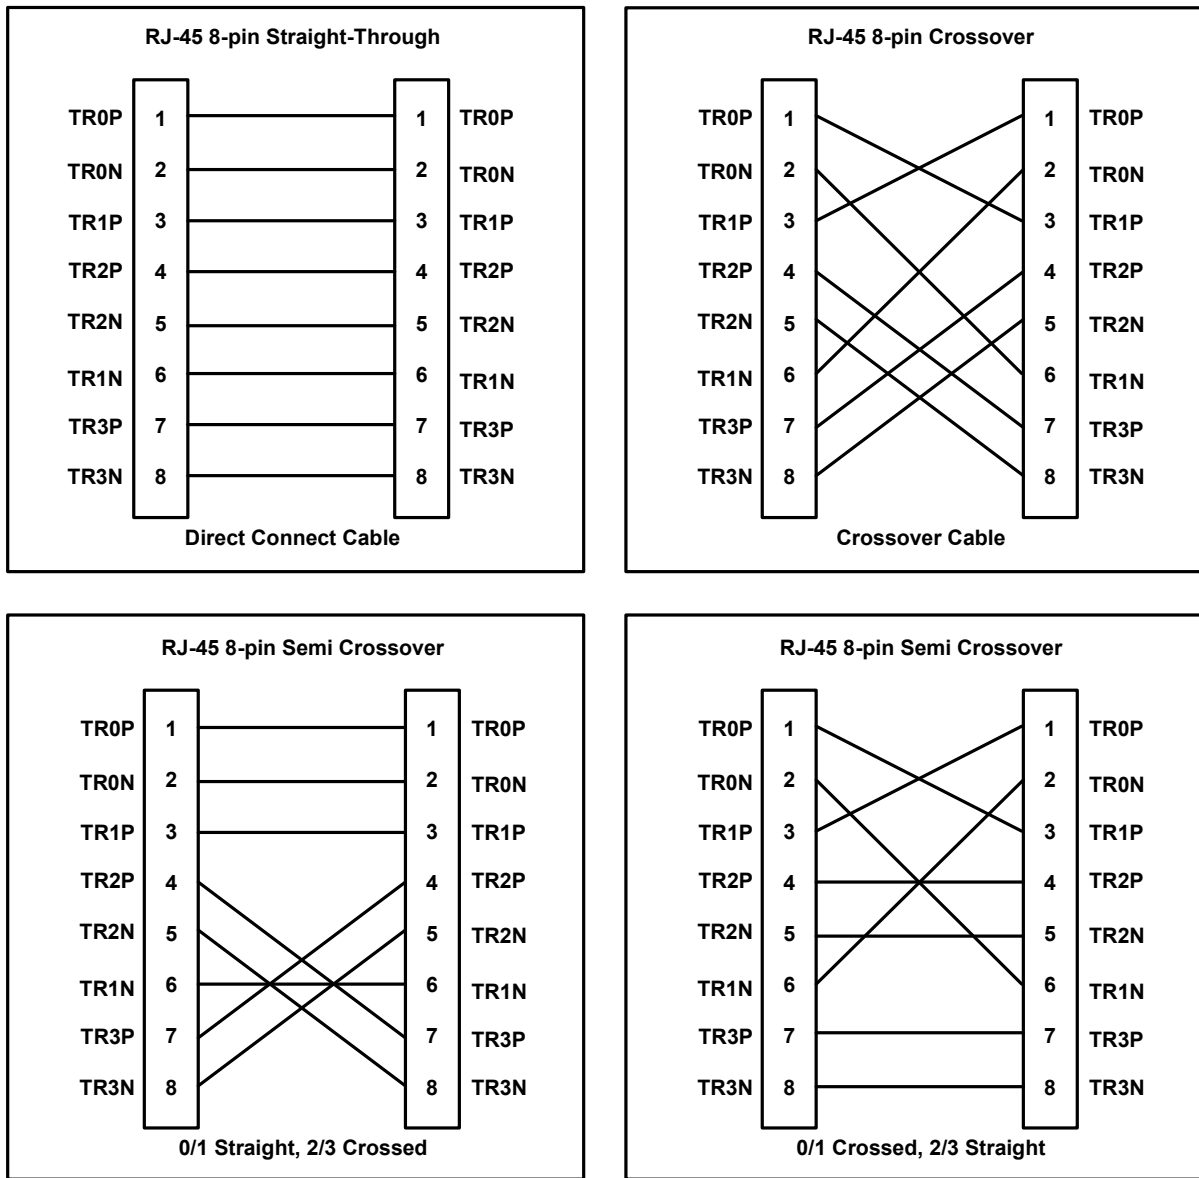 RJ-45 8-pin Straight-Through
TR0P 1 1 TR0P
TR0N 2 2 TR0N
TR1P 3 3 TR1P
TR2P 4 4 TR2P
TR2N 5 5 TR2N
TR1N 6 6 TR1N
TR3P 7 7 TR3P
TR3N 8 8 TR3N
Direct Connect Cable
RJ-45 8-pin Crossover
TR0P 1 1 TR0P
TR0N 2 2 TR0N
TR1P 3 3 TR1P
TR2P 4 4 TR2P
TR2N 5 5 TR2N
TR1N 6 6 TR1N
TR3P 7 7 TR3P
TR3N 8 8 TR3N
Crossover Cable
RJ-45 8-pin Semi Crossover
TR0P 1 1 TR0P
TR0N 2 2 TR0N
TR1P 3 3 TR1P
TR2P 4 4 TR2P
TR2N 5 5 TR2N
TR1N 6 6 TR1N
TR3P 7 7 TR3P
TR3N 8 8 TR3N
0/1 Straight, 2/3 Crossed
RJ-45 8-pin Semi Crossover
TR0P 1 1 TR0P
TR0N 2 2 TR0N
TR1P 3 3 TR1P
TR2P 4 4 TR2P
TR2N 5 5 TR2N
TR1N 6 6 TR1N
TR3P 7 7 TR3P
TR3N 8 8 TR3N
0/1 Crossed, 2/3 Straight